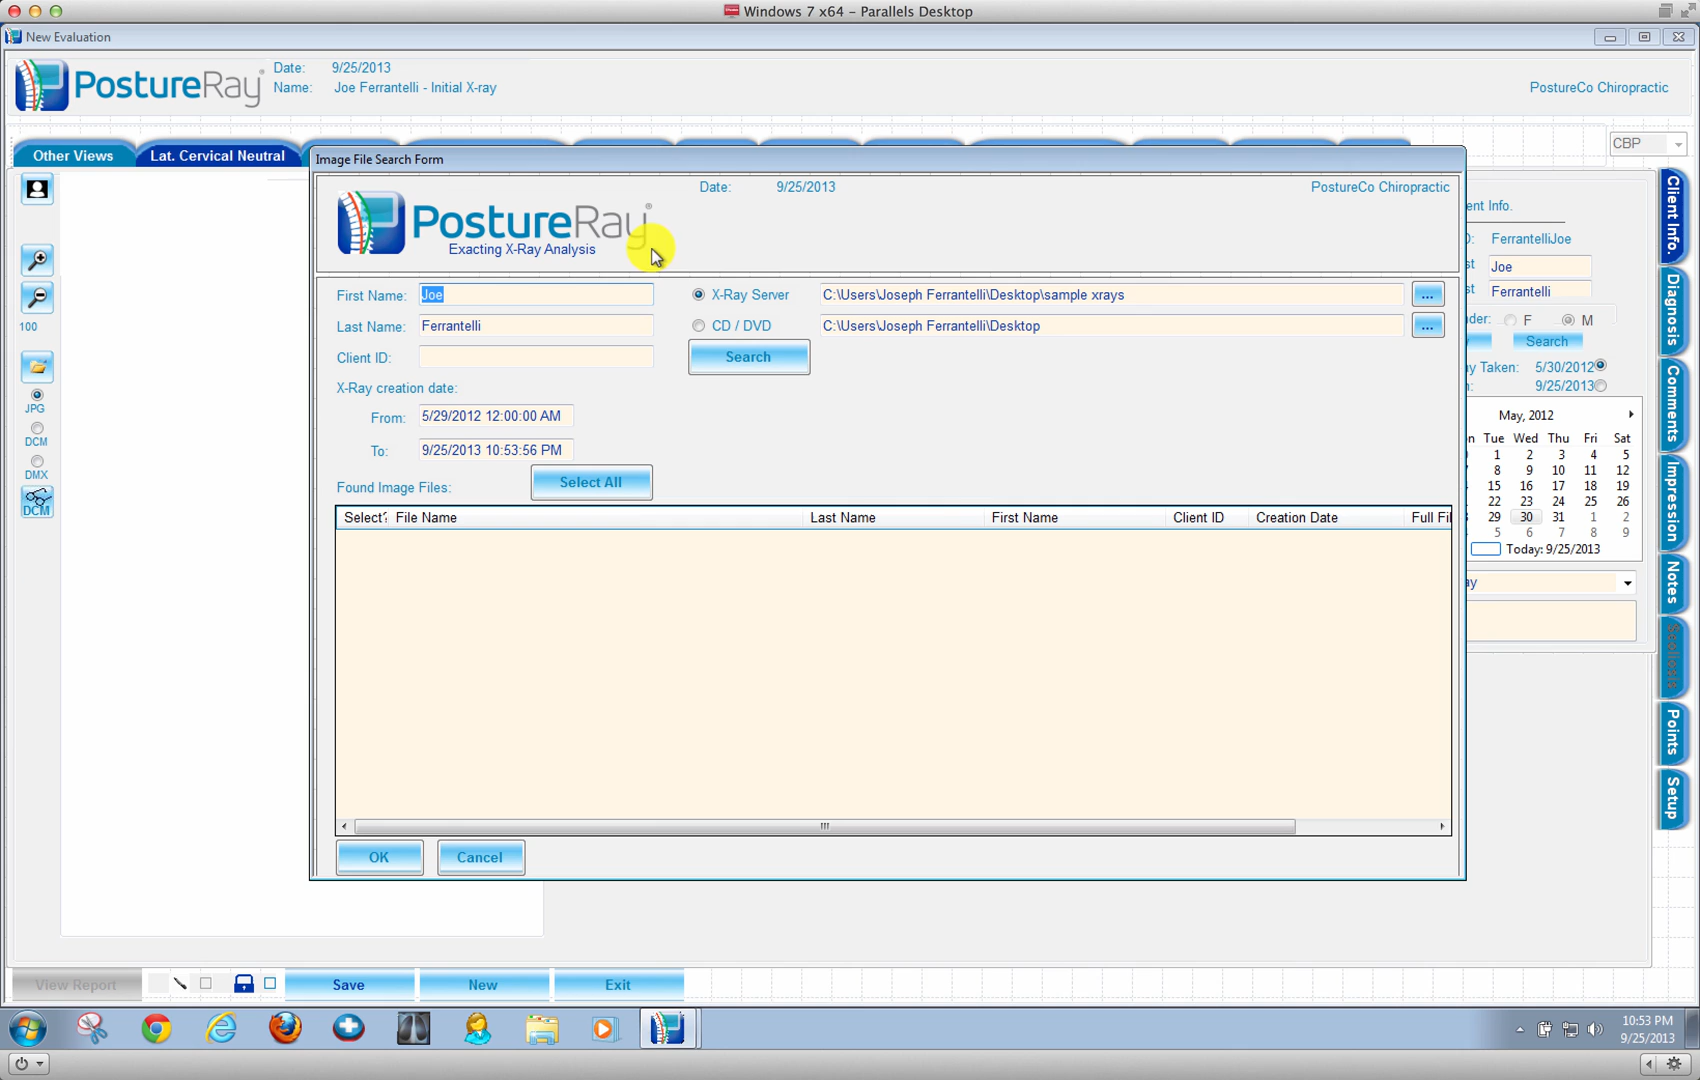 Windows 7 x64 - Parallels Desktop
New Evaluation
PostureRay®
Date: 9/25/2013
Name: Joe Ferrantelli - Initial X-ray
PostureCo Chiropractic
Other Views
Lat. Cervical Neutral
CBP
Image File Search Form
PostureRay®
Exacting X-Ray Analysis
Date: 9/25/2013
PostureCo Chiropractic
First Name: Joe
X-Ray Server C:\Users\Joseph Ferrantelli\Desktop\sample xrays ...
Last Name: Ferrantelli
CD / DVD C:\Users\Joseph Ferrantelli\Desktop ...
Client ID:
Search
X-Ray creation date:
From: 5/29/2012 12:00:00 AM
To: 9/25/2013 10:53:56 PM
Found Image Files:
Select All
Select? File Name Last Name First Name Client ID Creation Date Full Fil
OK
Cancel
100
JPG
DCM
DMX
DCM
ent Info.
D: FerrantelliJoe
st Joe
st Ferrantelli
der: F M
Search
y Taken: 5/30/2012
n: 9/25/2013
May, 2012
n Tue Wed Thu Fri Sat
1 2 3 4 5
8 9 10 11 12
15 16 17 18 19
22 23 24 25 26
29 30 31 1 2
5 6 7 8 9
Today: 9/25/2013
ay
Client Info.
Diagnosis
Comments
Impression
Notes
Scoliosis
Points
Setup
View Report
Save
New
Exit
10:53 PM
9/25/2013